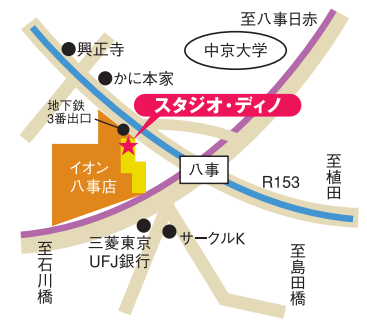 至八事日赤
興正寺
中京大学
かに本家
地下鉄
3番出口
スタジオ・ディノ
イオン
八事店
八事
R153
至植田
三菱東京
UFJ銀行
サークルK
至石川橋
至島田橋